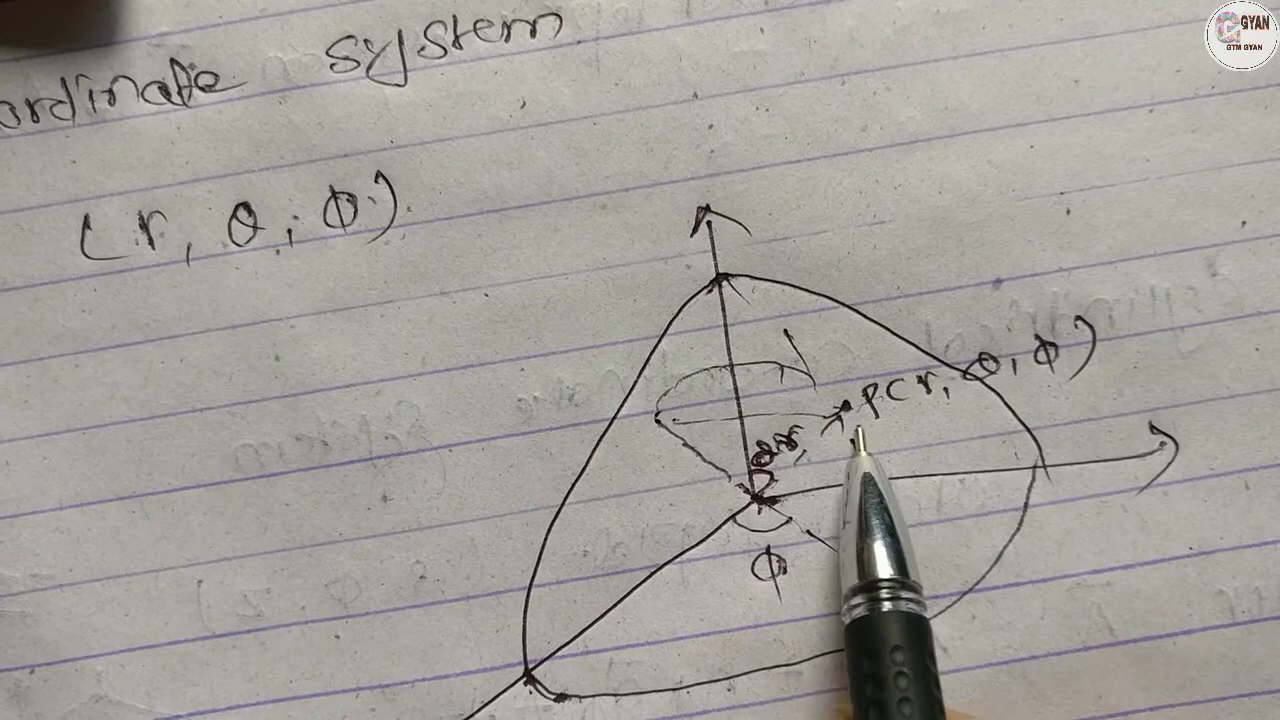 ordinate system
(r, θ, φ)
P(r, θ, φ)
θ r,
φ
GYAN
GTM GYAN